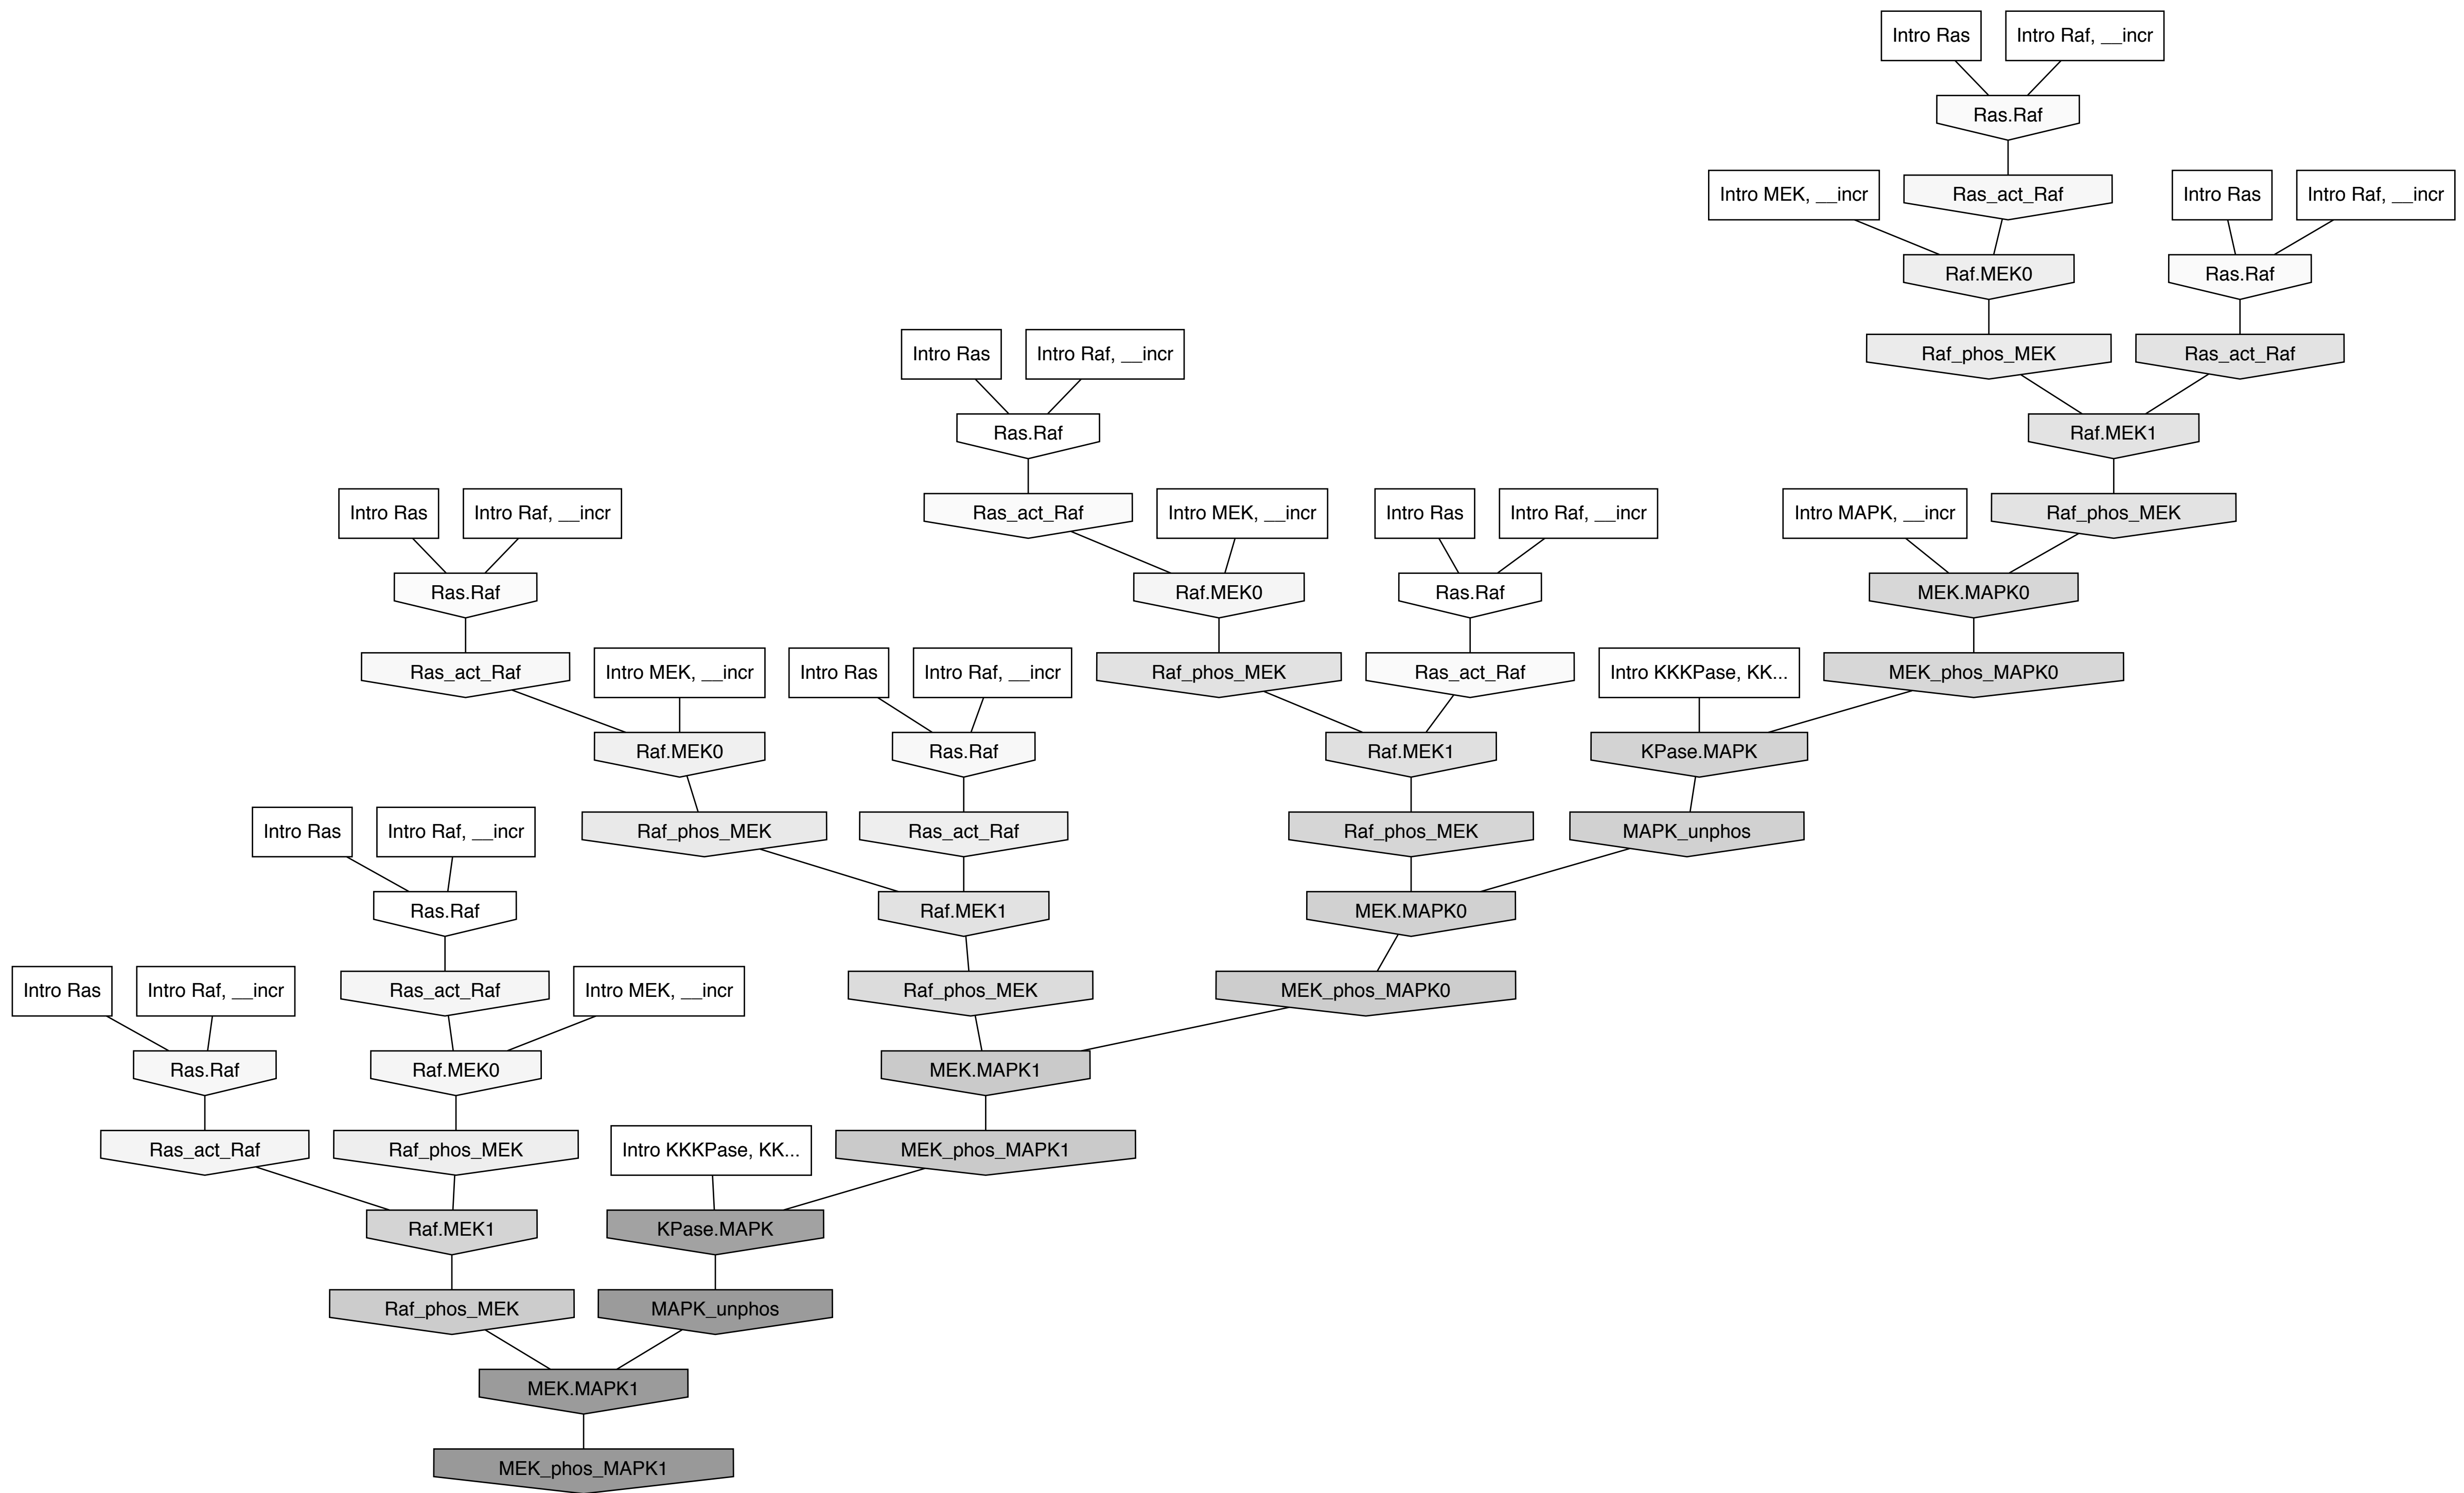 Intro Ras
Intro Raf, __incr
Ras.Raf
Intro MEK, __incr
Ras_act_Raf
Intro Ras
Intro Raf, __incr
Raf.MEK0
Ras.Raf
Intro Ras
Intro Raf, __incr
Raf_phos_MEK
Ras_act_Raf
Ras.Raf
Raf.MEK1
Intro Ras
Intro Raf, __incr
Ras_act_Raf
Intro MEK, __incr
Intro Ras
Intro Raf, __incr
Intro MAPK, __incr
Raf_phos_MEK
Ras.Raf
Raf.MEK0
Ras.Raf
MEK.MAPK0
Ras_act_Raf
Intro MEK, __incr
Intro Ras
Intro Raf, __incr
Raf_phos_MEK
Ras_act_Raf
Intro KKKPase, KK...
MEK_phos_MAPK0
Raf.MEK0
Ras.Raf
Raf.MEK1
KPase.MAPK
Intro Ras
Intro Raf, __incr
Raf_phos_MEK
Ras_act_Raf
Raf_phos_MEK
MAPK_unphos
Ras.Raf
Raf.MEK1
MEK.MAPK0
Intro Ras
Intro Raf, __incr
Ras_act_Raf
Intro MEK, __incr
Raf_phos_MEK
MEK_phos_MAPK0
Ras.Raf
Raf.MEK0
MEK.MAPK1
Ras_act_Raf
Raf_phos_MEK
Intro KKKPase, KK...
MEK_phos_MAPK1
Raf.MEK1
KPase.MAPK
Raf_phos_MEK
MAPK_unphos
MEK.MAPK1
MEK_phos_MAPK1